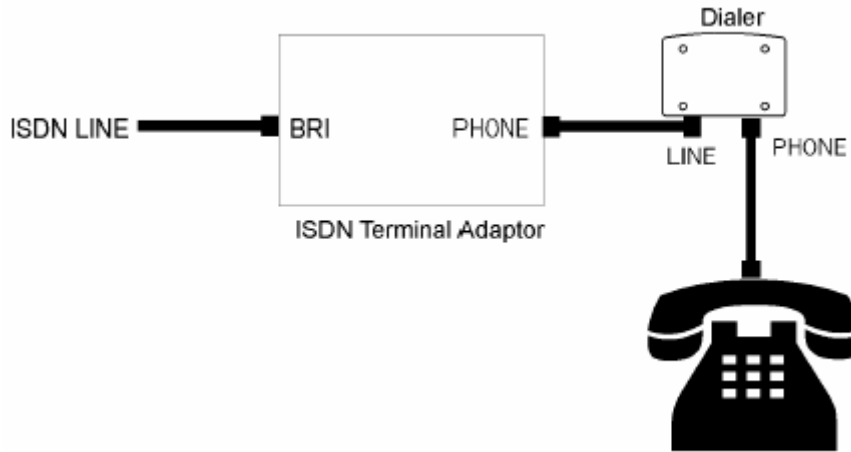 Dialer
ISDN LINE
BRI
PHONE
LINE
PHONE
ISDN Terminal Adaptor